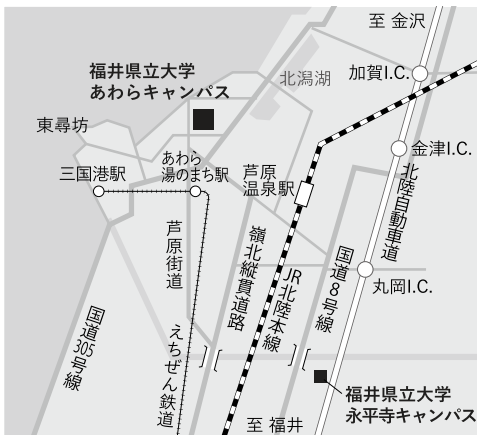 至 金沢
福井県立大学
あわらキャンパス
北潟湖
加賀I.C.
東尋坊
金津I.C.
三国港駅
あわら
湯のまち駅
芦原
温泉駅
北陸自動車道
芦原街道
嶺北縦貫道路
JR北陸本線
国道8号線
丸岡I.C.
国道305号線
えちぜん鉄道
至 福井
福井県立大学
永平寺キャンパス